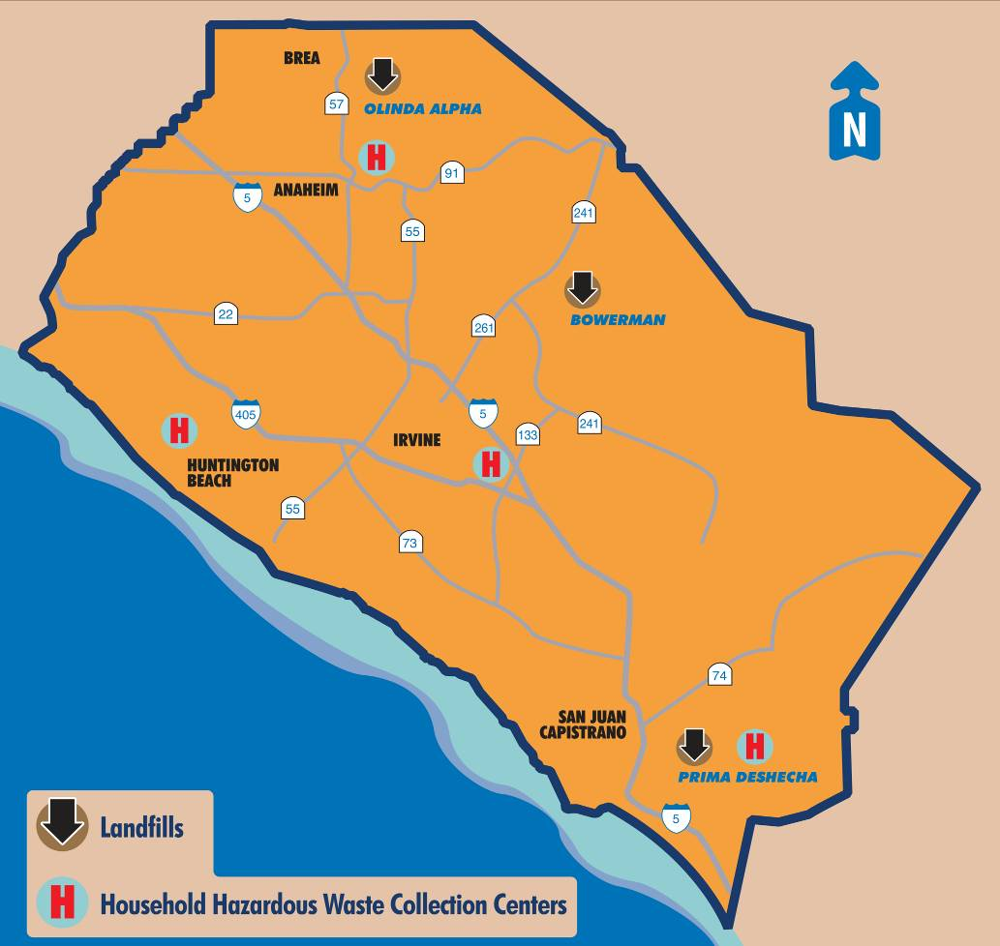 BREA
57
OLINDA ALPHA
N
H
91
ANAHEIM
5
241
55
22
261
BOWERMAN
405
5
H
IRVINE
133
241
HUNTINGTON
BEACH
H
55
73
74
SAN JUAN
CAPISTRANO
H
PRIMA DESHECHA
5
Landfills
H Household Hazardous Waste Collection Centers